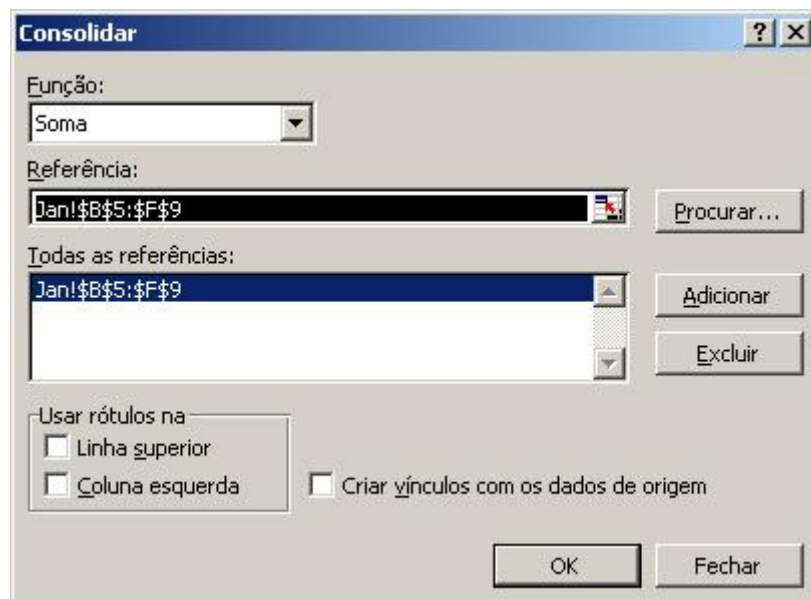 Consolidar
Função:
Soma
Referência:
Jan!$B$5:$F$9
Procurar...
Todas as referências:
Jan!$B$5:$F$9
Adicionar
Excluir
Usar rótulos na
Linha superior
Coluna esquerda
Criar vínculos com os dados de origem
OK
Fechar